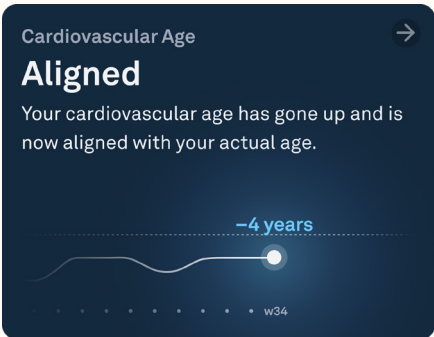 Cardiovascular Age
Aligned
Your cardiovascular age has gone up and is
now aligned with your actual age.
–4 years
w34